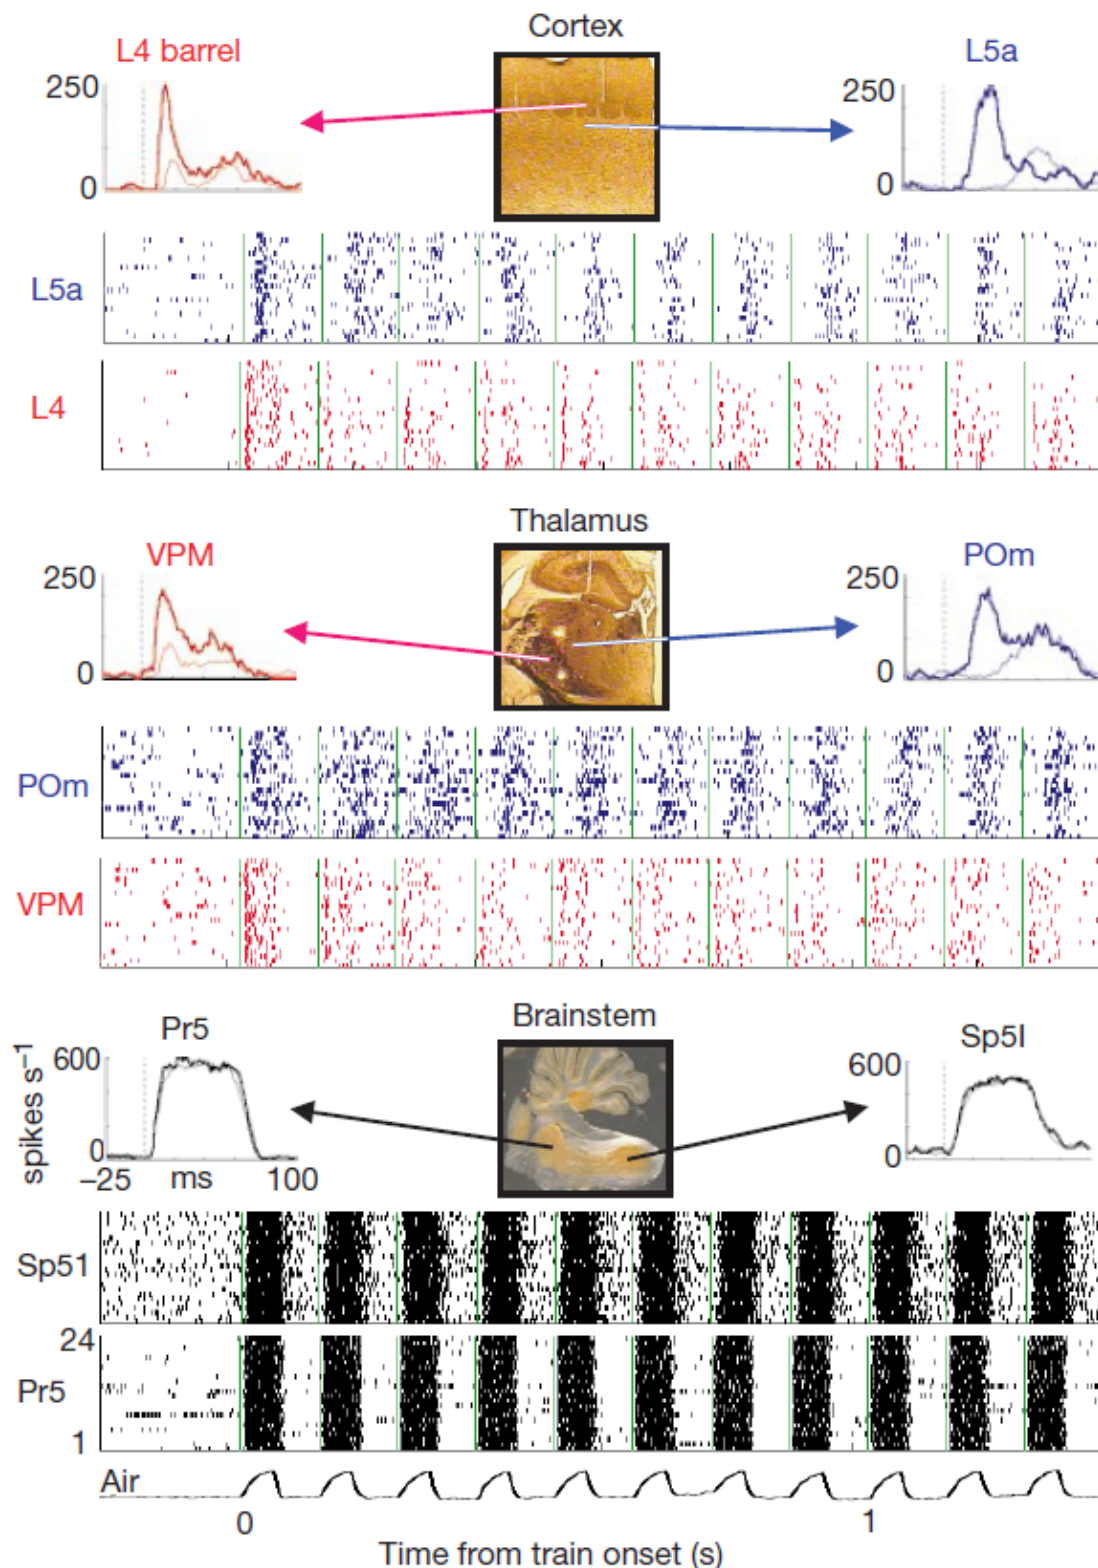 Cortex
L4 barrel
L5a
250
0
250
0
L5a
L4
Thalamus
VPM
POm
250
0
250
0
POm
VPM
Brainstem
Pr5
Sp5I
spikes s⁻¹
600
0
−25 ms 100
600
0
Sp51
24
Pr5
1
Air
0 1
Time from train onset (s)